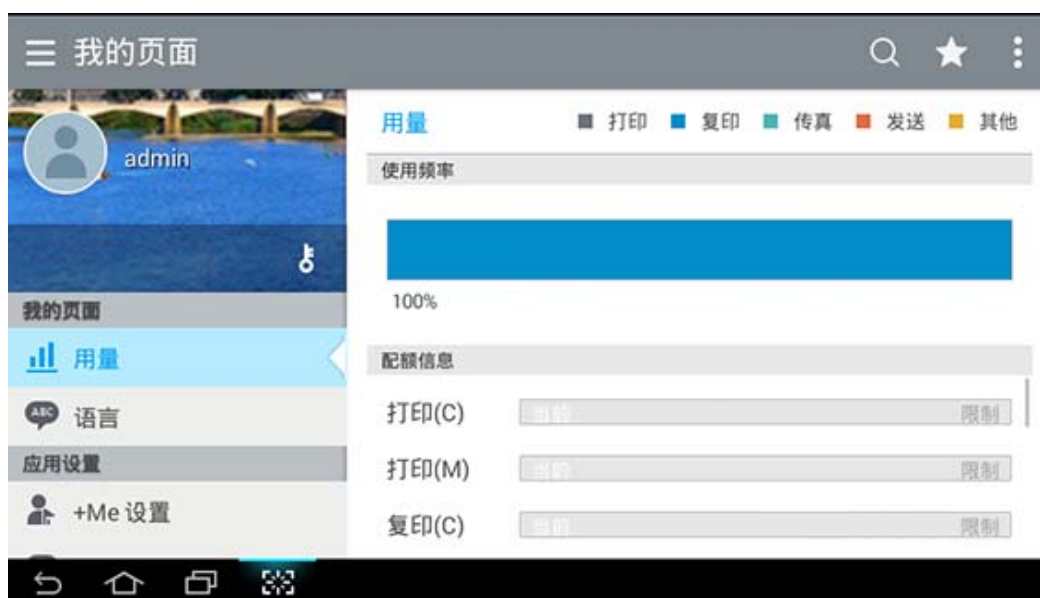 我的页面
admin
我的页面
用量
ABC
语言
应用设置
+Me 设置
用量
打印 复印 传真 发送 其他
使用频率
100%
配额信息
打印(C) 当前 限制
打印(M) 当前 限制
复印(C) 当前 限制